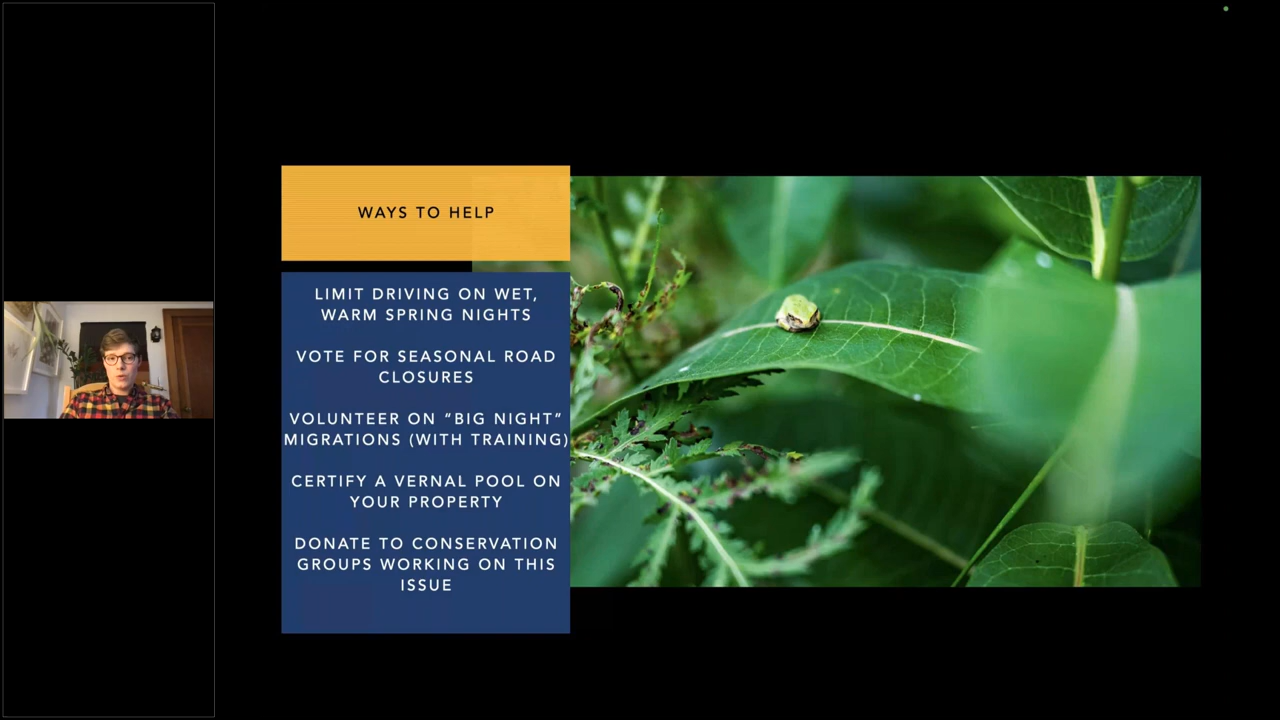 WAYS TO HELP
LIMIT DRIVING ON WET,
WARM SPRING NIGHTS
VOTE FOR SEASONAL ROAD
CLOSURES
VOLUNTEER ON “BIG NIGHT”
MIGRATIONS (WITH TRAINING)
CERTIFY A VERNAL POOL ON
YOUR PROPERTY
DONATE TO CONSERVATION
GROUPS WORKING ON THIS
ISSUE